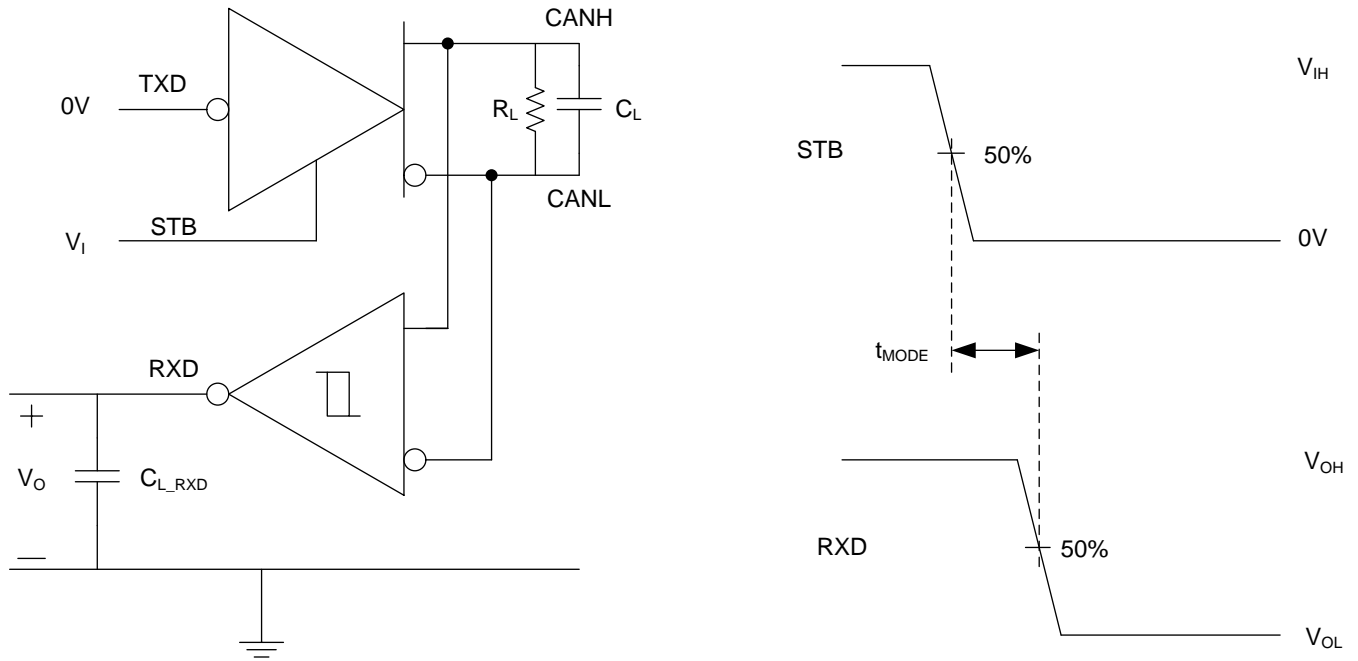 CANH
TXD
0V
R_L
C_L
CANL
STB
V_I
RXD
+
V_O
C_L_RXD
—
V_IH
STB
50%
0V
t_MODE
V_OH
RXD
50%
V_OL